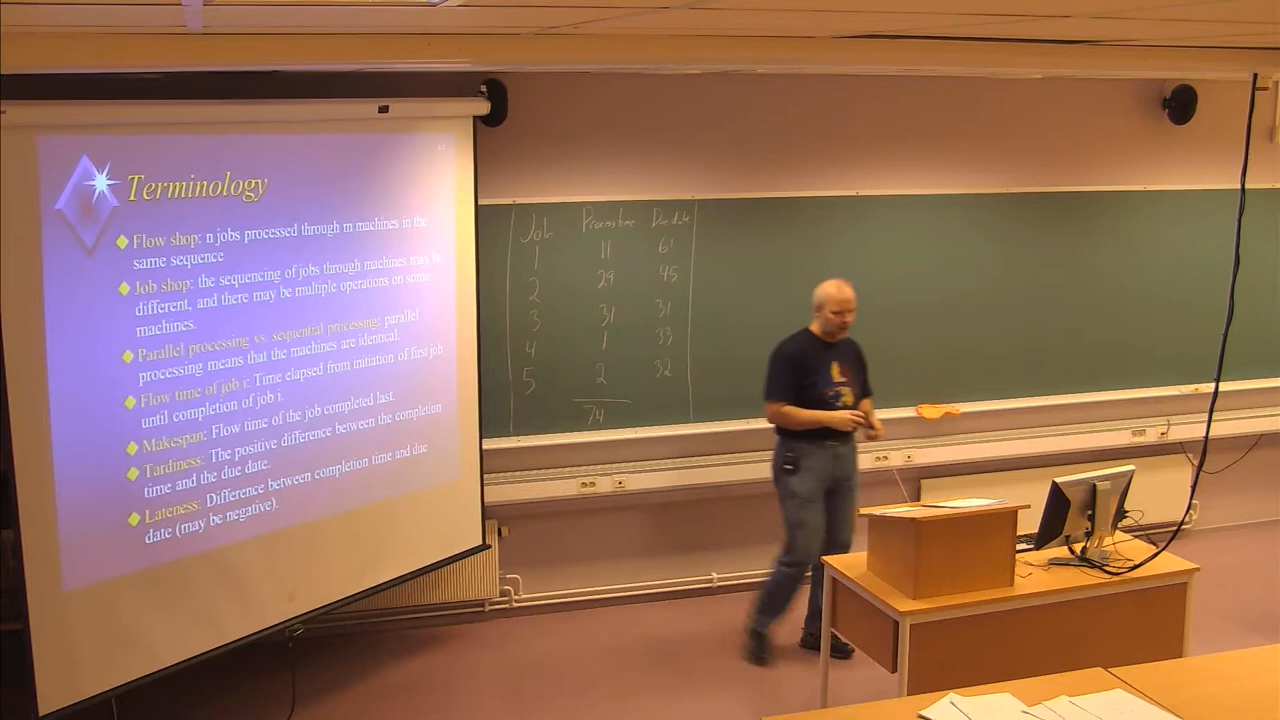 Terminology
Flow shop: n jobs processed through m machines in the
same sequence
Job shop: the sequencing of jobs through machines may be
different, and there may be multiple operations on some
machines.
Parallel processing vs. sequential processing: parallel
processing means that the machines are identical.
Flow time of job i: Time elapsed from initiation of first job
until completion of job i.
Makespan: Flow time of the job completed last.
Tardiness: The positive difference between the completion
time and the due date.
Lateness: Difference between completion time and due
date (may be negative).
Job Process time Due date
1 11 61
2 29 45
3 31 31
4 1 33
5 2 32
74